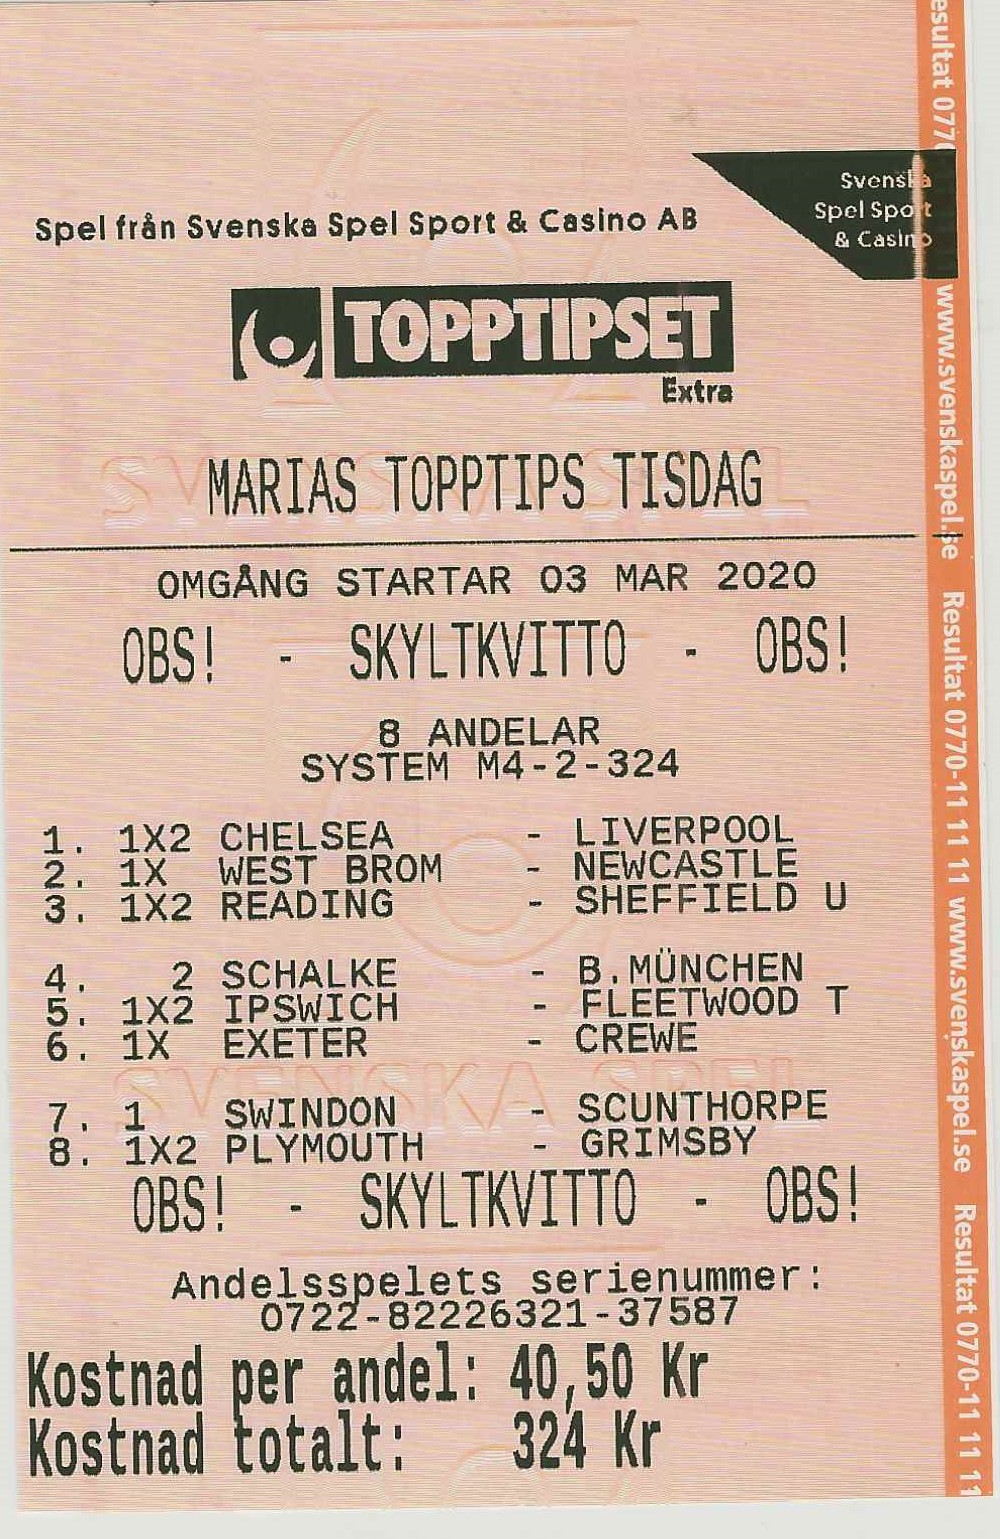 Svenska
Spel Sport
& Casino
Spel från Svenska Spel Sport & Casino AB
TOPPTIPSET
Extra
MARIAS TOPPTIPS TISDAG
OMGÅNG STARTAR 03 MAR 2020
OBS! - SKYLTKVITTO - OBS!
8 ANDELAR
SYSTEM M4-2-324
1. 1X2 CHELSEA - LIVERPOOL
2. 1X WEST BROM - NEWCASTLE
3. 1X2 READING - SHEFFIELD U
4. 2 SCHALKE - B.MÜNCHEN
5. 1X2 IPSWICH - FLEETWOOD T
6. 1X EXETER - CREWE
7. 1 SWINDON - SCUNTHORPE
8. 1X2 PLYMOUTH - GRIMSBY
OBS! - SKYLTKVITTO - OBS!
Andelsspelets serienummer:
0722-82226321-37587
Kostnad per andel: 40,50 Kr
Kostnad totalt: 324 Kr
SVENSKA SPEL
SVENSKA SPEL
www.svenskaspel.se Resultat 0770-11 11 11 www.svenskaspel.se Resultat 0770-11 11 11